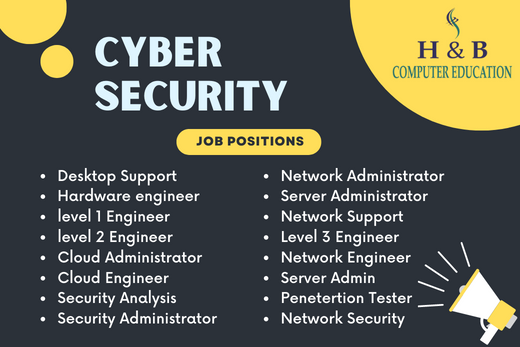 H & B
COMPUTER EDUCATION
CYBER
SECURITY
JOB POSITIONS
Desktop Support
Hardware engineer
level 1 Engineer
level 2 Engineer
Cloud Administrator
Cloud Engineer
Security Analysis
Security Administrator
Network Administrator
Server Administrator
Network Support
Level 3 Engineer
Network Engineer
Server Admin
Penetertion Tester
Network Security